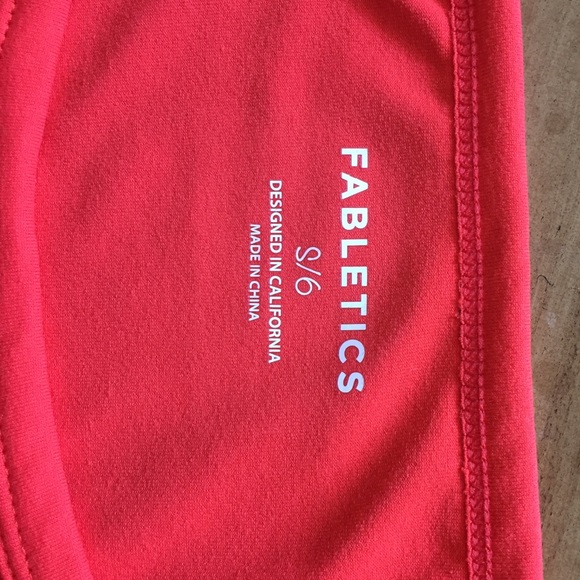 FABLETICS
S/6
DESIGNED IN CALIFORNIA
MADE IN CHINA